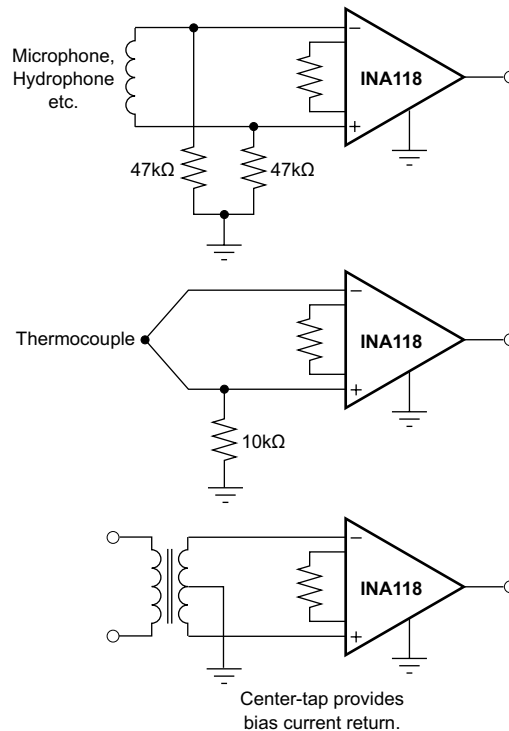 Microphone,
Hydrophone
etc.
−
INA118
+
47kΩ
47kΩ
Thermocouple
−
INA118
+
10kΩ
−
INA118
+
Center-tap provides
bias current return.